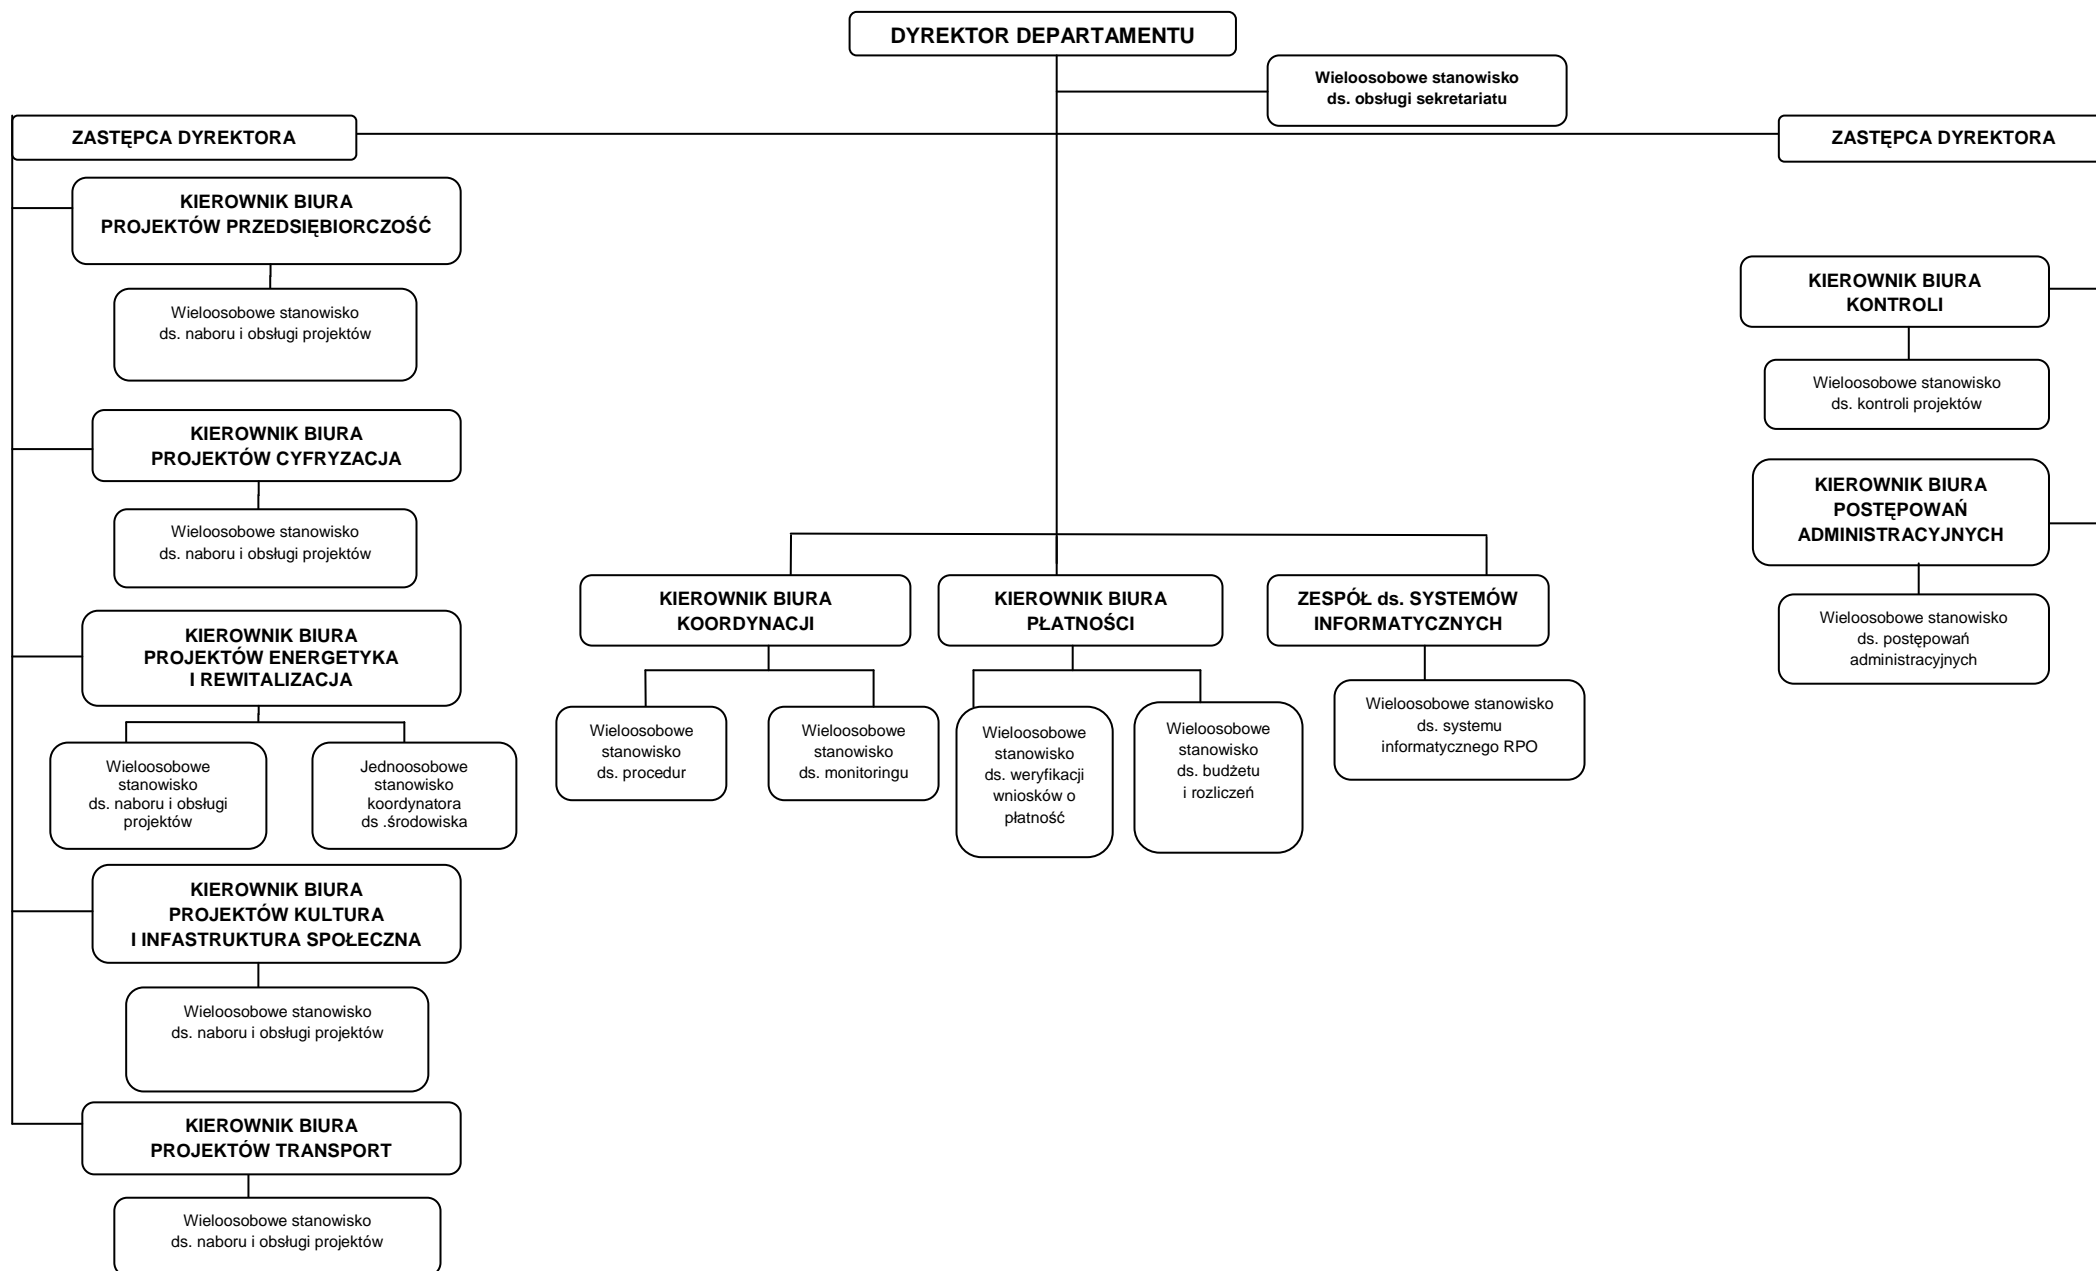 DYREKTOR DEPARTAMENTU
Wieloosobowe stanowisko
ds. obsługi sekretariatu
ZASTĘPCA DYREKTORA
ZASTĘPCA DYREKTORA
KIEROWNIK BIURA
PROJEKTÓW PRZEDSIĘBIORCZOŚĆ
Wieloosobowe stanowisko
ds. naboru i obsługi projektów
KIEROWNIK BIURA
PROJEKTÓW CYFRYZACJA
Wieloosobowe stanowisko
ds. naboru i obsługi projektów
KIEROWNIK BIURA
PROJEKTÓW ENERGETYKA
I REWITALIZACJA
Wieloosobowe
stanowisko
ds. naboru i obsługi
projektów
Jednoosobowe
stanowisko
koordynatora
ds .środowiska
KIEROWNIK BIURA
PROJEKTÓW KULTURA
I INFASTRUKTURA SPOŁECZNA
Wieloosobowe stanowisko
ds. naboru i obsługi projektów
KIEROWNIK BIURA
PROJEKTÓW TRANSPORT
Wieloosobowe stanowisko
ds. naboru i obsługi projektów
KIEROWNIK BIURA
KOORDYNACJI
Wieloosobowe
stanowisko
ds. procedur
Wieloosobowe
stanowisko
ds. monitoringu
KIEROWNIK BIURA
PŁATNOŚCI
Wieloosobowe
stanowisko
ds. weryfikacji
wniosków o
płatność
Wieloosobowe
stanowisko
ds. budżetu
i rozliczeń
ZESPÓŁ ds. SYSTEMÓW
INFORMATYCZNYCH
Wieloosobowe stanowisko
ds. systemu
informatycznego RPO
KIEROWNIK BIURA
KONTROLI
Wieloosobowe stanowisko
ds. kontroli projektów
KIEROWNIK BIURA
POSTĘPOWAŃ
ADMINISTRACYJNYCH
Wieloosobowe stanowisko
ds. postępowań
administracyjnych